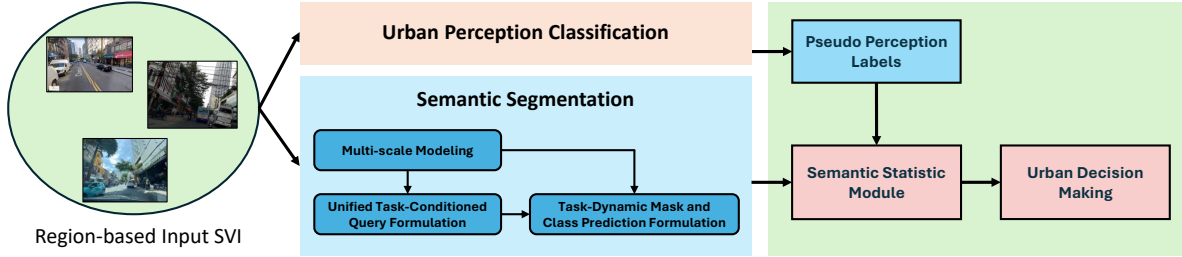 Region-based Input SVI
Urban Perception Classification
Semantic Segmentation
Multi-scale Modeling
Unified Task-Conditioned
Query Formulation
Task-Dynamic Mask and
Class Prediction Formulation
Pseudo Perception
Labels
Semantic Statistic
Module
Urban Decision
Making